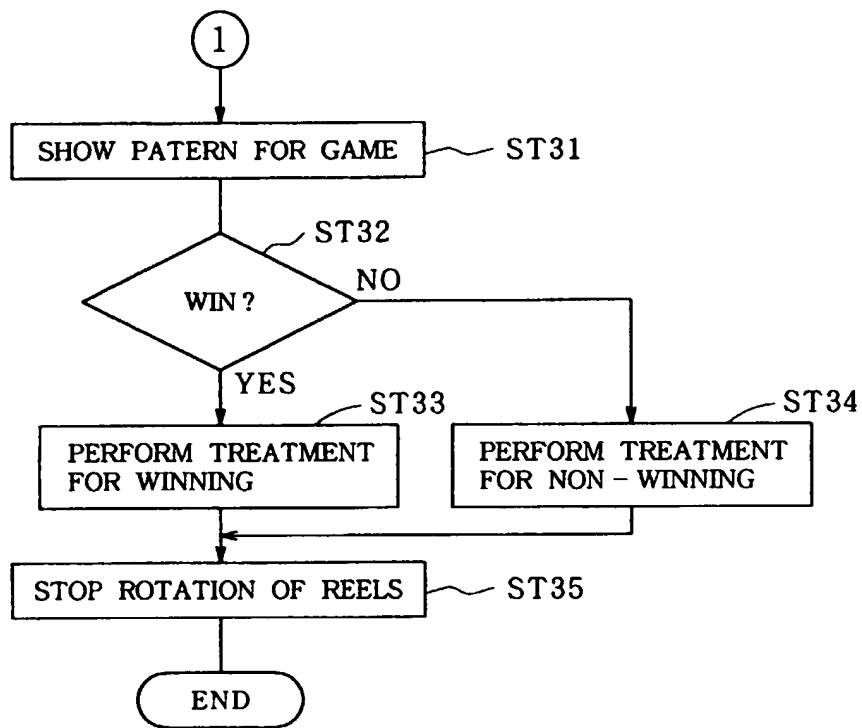 1
SHOW PATERN FOR GAME
ST31
ST32
WIN?
NO
YES
ST33
ST34
PERFORM TREATMENT
FOR WINNING
PERFORM TREATMENT
FOR NON-WINNING
STOP ROTATION OF REELS
ST35
END